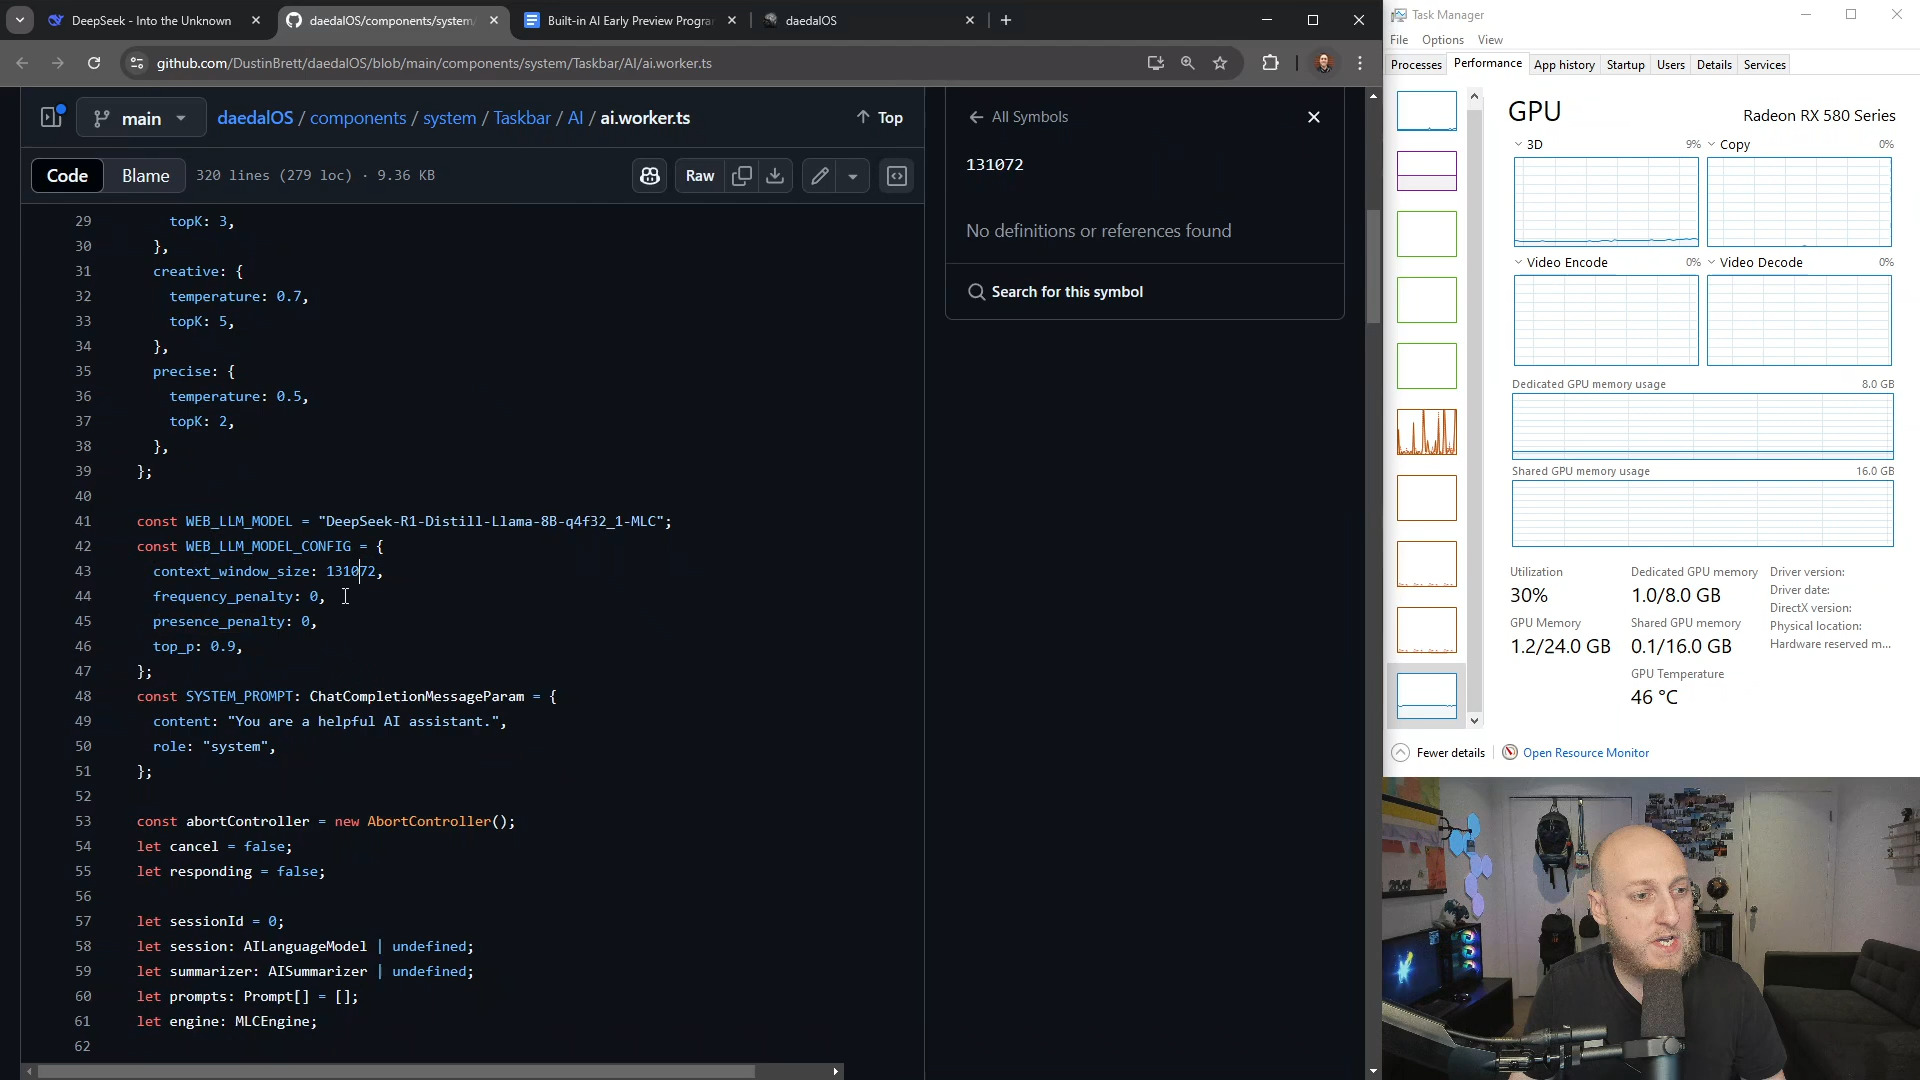 DeepSeek - Into the Unknown
daedalOS/components/system/
Built-in AI Early Preview Progra
daedalOS
github.com/DustinBrett/daedalOS/blob/main/components/system/Taskbar/AI/ai.worker.ts
main
daedalOS / components / system / Taskbar / AI / ai.worker.ts
Top
Code
Blame
320 lines (279 loc) · 9.36 KB
Raw
29 topK: 3,
30 },
31 creative: {
32 temperature: 0.7,
33 topK: 5,
34 },
35 precise: {
36 temperature: 0.5,
37 topK: 2,
38 },
39 };
40
41 const WEB_LLM_MODEL = "DeepSeek-R1-Distill-Llama-8B-q4f32_1-MLC";
42 const WEB_LLM_MODEL_CONFIG = {
43 context_window_size: 131072,
44 frequency_penalty: 0,
45 presence_penalty: 0,
46 top_p: 0.9,
47 };
48 const SYSTEM_PROMPT: ChatCompletionMessageParam = {
49 content: "You are a helpful AI assistant.",
50 role: "system",
51 };
52
53 const abortController = new AbortController();
54 let cancel = false;
55 let responding = false;
56
57 let sessionId = 0;
58 let session: AILanguageModel | undefined;
59 let summarizer: AISummarizer | undefined;
60 let prompts: Prompt[] = [];
61 let engine: MLCEngine;
62
All Symbols
131072
No definitions or references found
Search for this symbol
Task Manager
File Options View
Processes Performance App history Startup Users Details Services
GPU
Radeon RX 580 Series
3D 9%
Copy 0%
Video Encode 0%
Video Decode 0%
Dedicated GPU memory usage 8.0 GB
Shared GPU memory usage 16.0 GB
Utilization
30%
Dedicated GPU memory
1.0/8.0 GB
GPU Memory
1.2/24.0 GB
Shared GPU memory
0.1/16.0 GB
GPU Temperature
46 °C
Driver version:
Driver date:
DirectX version:
Physical location:
Hardware reserved m...
Fewer details
Open Resource Monitor